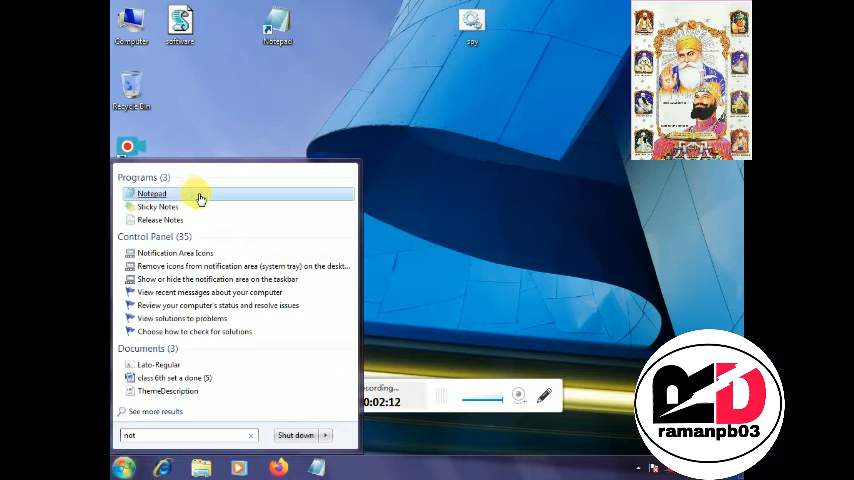 Computer
software
Notepad
spy
Recycle Bin
Programs (3)
Notepad
Sticky Notes
Release Notes
Control Panel (35)
Notification Area Icons
Remove icons from notification area (system tray) on the deskt...
Show or hide the notification area on the taskbar
View recent messages about your computer
Review your computer's status and resolve issues
View solutions to problems
Choose how to check for solutions
Documents (3)
Lato-Regular
class 6th set a done (5)
ThemeDescription
See more results
not
Shut down
cording...
0:02:12
RD
ramanpb03